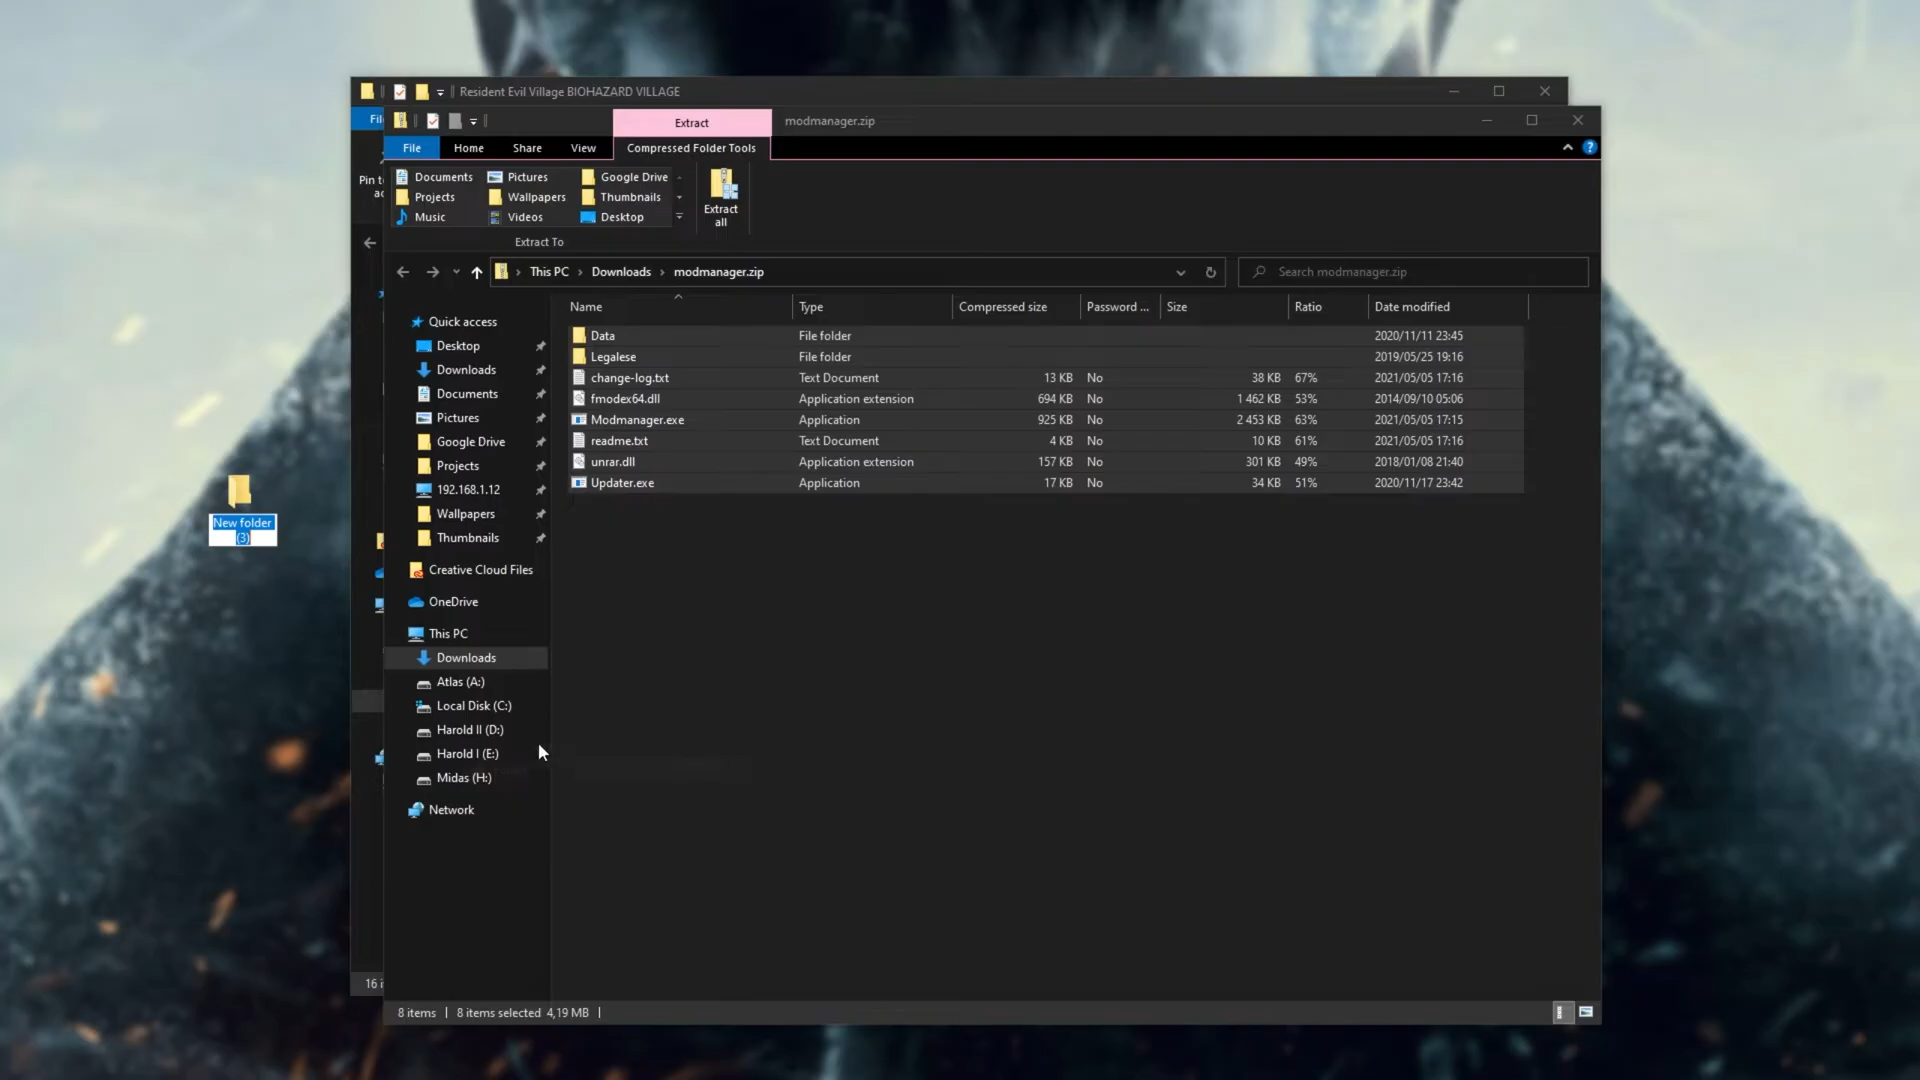 Resident Evil Village BIOHAZARD VILLAGE
Fil
Extract
modmanager.zip
File
Home
Share
View
Compressed Folder Tools
?
Pin t
ac
Documents
Pictures
Google Drive
Projects
Wallpapers
Thumbnails
Music
Videos
Desktop
Extract
all
Extract To
This PC > Downloads > modmanager.zip
Search modmanager.zip
Name Type Compressed size Password ... Size Ratio Date modified
Data File folder 2020/11/11 23:45
Legalese File folder 2019/05/25 19:16
change-log.txt Text Document 13 KB No 38 KB 67% 2021/05/05 17:16
fmodex64.dll Application extension 694 KB No 1 462 KB 53% 2014/09/10 05:06
Modmanager.exe Application 925 KB No 2 453 KB 63% 2021/05/05 17:15
readme.txt Text Document 4 KB No 10 KB 61% 2021/05/05 17:16
unrar.dll Application extension 157 KB No 301 KB 49% 2018/01/08 21:40
Updater.exe Application 17 KB No 34 KB 51% 2020/11/17 23:42
Quick access
Desktop
Downloads
Documents
Pictures
Google Drive
Projects
192.168.1.12
Wallpapers
Thumbnails
Creative Cloud Files
OneDrive
This PC
Downloads
Atlas (A:)
Local Disk (C:)
Harold II (D:)
Harold I (E:)
Midas (H:)
Network
New folder
(3)
16 i
8 items | 8 items selected 4,19 MB |